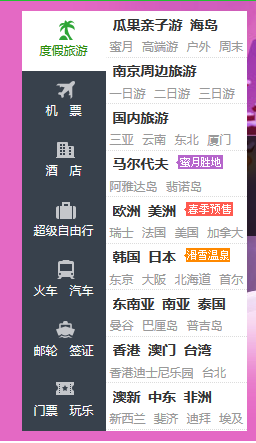 度假旅游
机 票
酒 店
超级自由行
火车 汽车
邮轮 签证
门票 玩乐
瓜果亲子游 海岛
蜜月 高端游 户外 周末
南京周边旅游
一日游 二日游 三日游
国内旅游
三亚 云南 东北 厦门
马尔代夫 蜜月胜地
阿雅达岛 翡诺岛
欧洲 美洲 春季特惠
瑞士 法国 美国 加拿大
韩国 日本 滑雪温泉
东京 大阪 北海道 首尔
东南亚 南亚 泰国
曼谷 巴厘岛 普吉岛
香港 澳门 台湾
香港迪士尼乐园 台北
澳新 中东 非洲
新西兰 斐济 迪拜 埃及